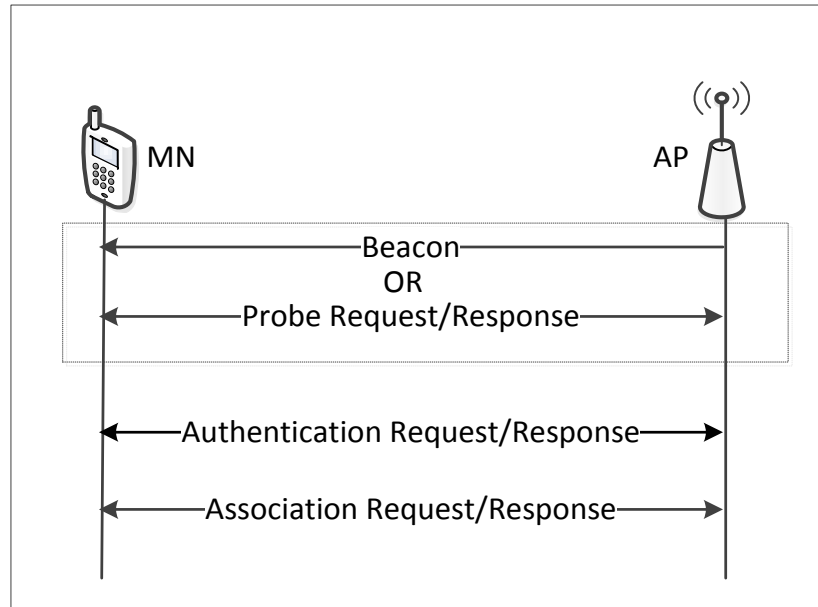 MN
AP
Beacon
OR
Probe Request/Response
Authentication Request/Response
Association Request/Response